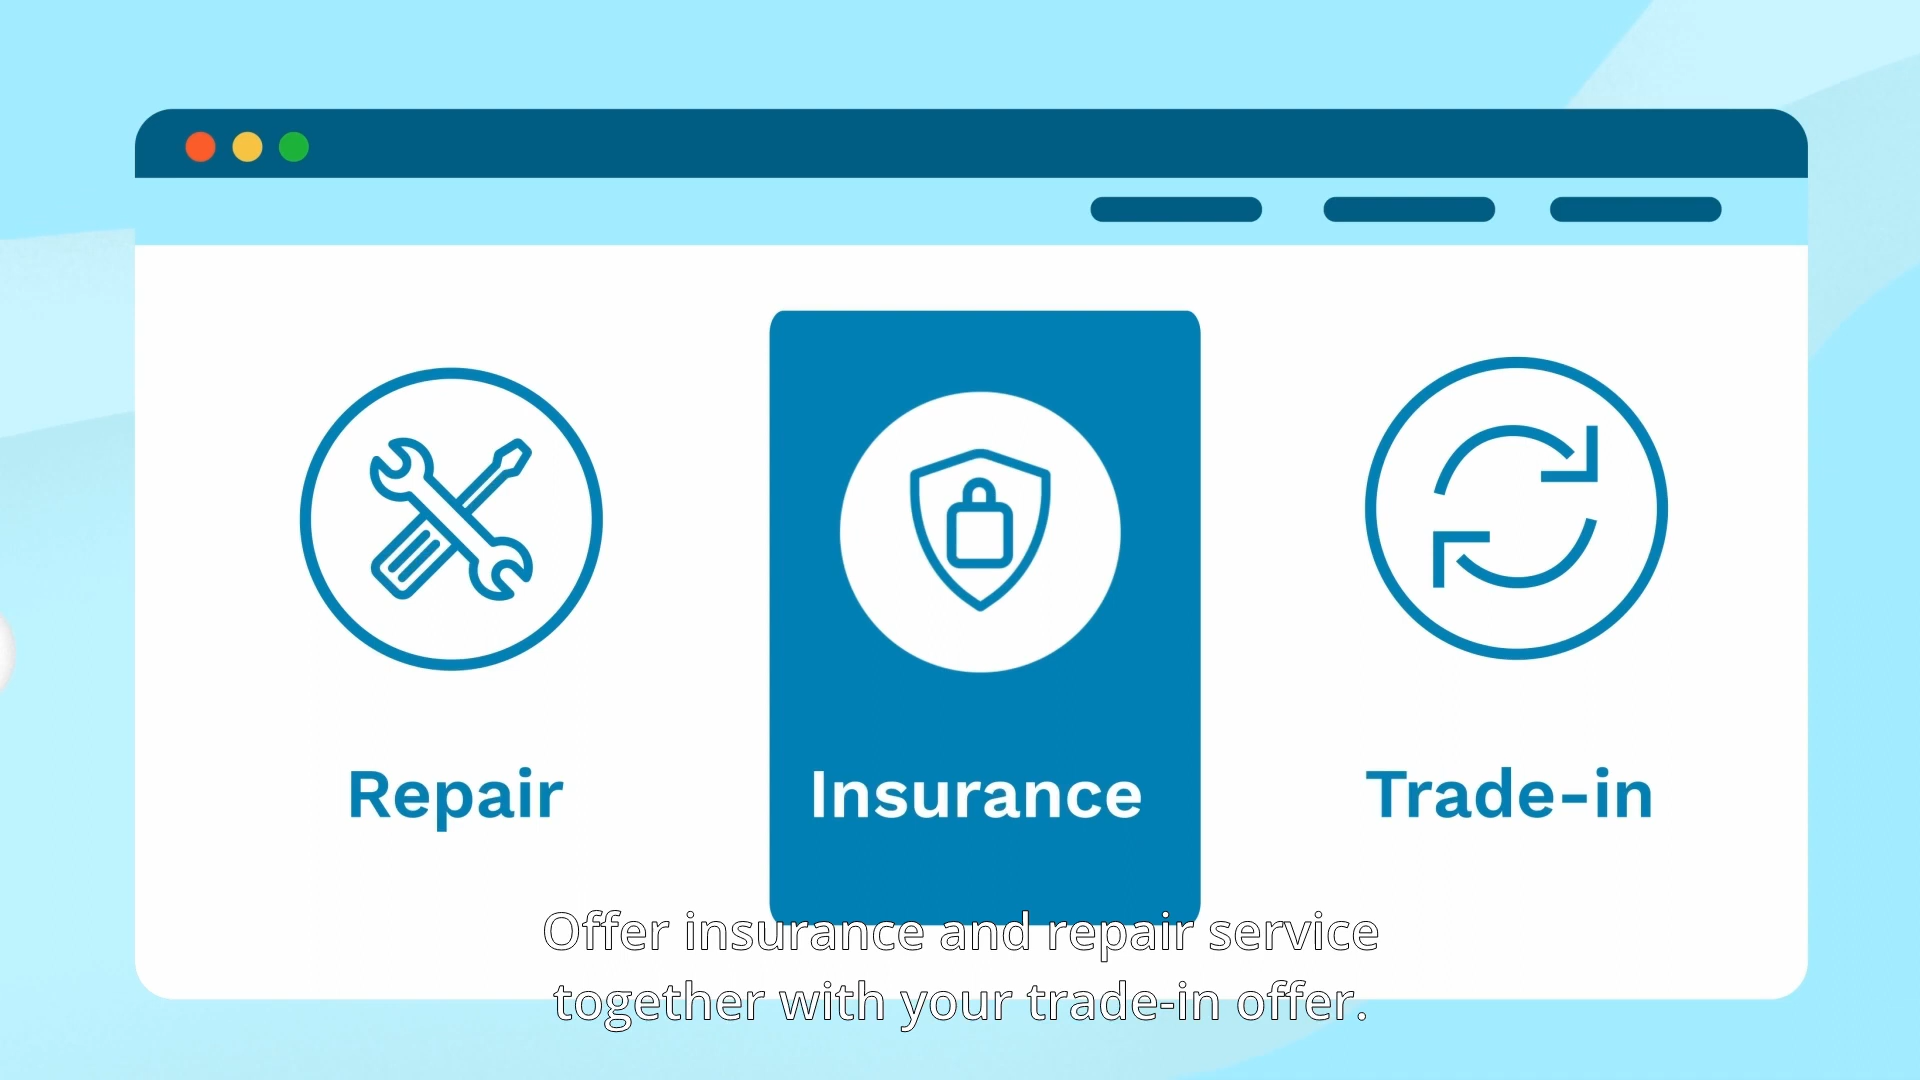 Repair
Insurance
Trade-in
Offer insurance and repair service
together with your trade-in offer.